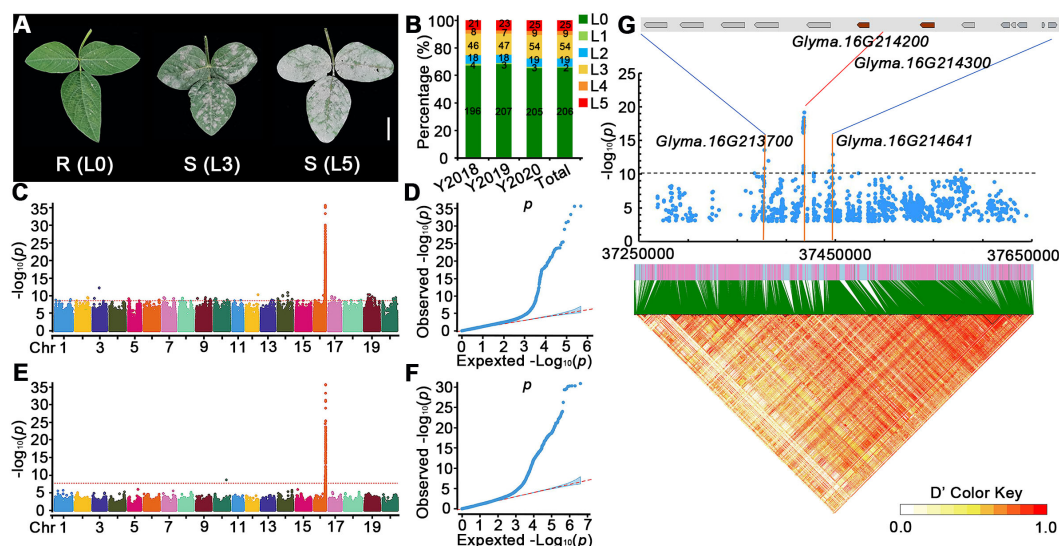 A
R (L0)
S (L3)
S (L5)
B
Percentage (%)
100
80
60
40
20
0
22 23 25 25
8 7 9 9
46 47 54 54
18 18 19 19
4 3 3 2
196 207 205 206
Y2018
Y2019
Y2020
Total
L0
L1
L2
L3
L4
L5
C
-log10(p)
35
30
25
20
15
10
5
0
Chr 1 3 5 7 9 11 13 15 17 19
D
p
Observed -log10(p)
35
30
25
20
15
10
5
0
0 1 2 3 4 5 6
Expexted -Log10(p)
E
-log10(p)
35
30
25
20
15
10
5
0
Chr 1 3 5 7 9 11 13 15 17 19
F
p
Observed -log10(p)
30
25
20
15
10
5
0
0 1 2 3 4 5 6 7
Expexted -Log10(p)
G
Glyma.16G214200
Glyma.16G214300
Glyma.16G213700
Glyma.16G214641
-log10(p)
25
20
15
10
5
0
37250000 37450000 37650000
D' Color Key
0.0 1.0